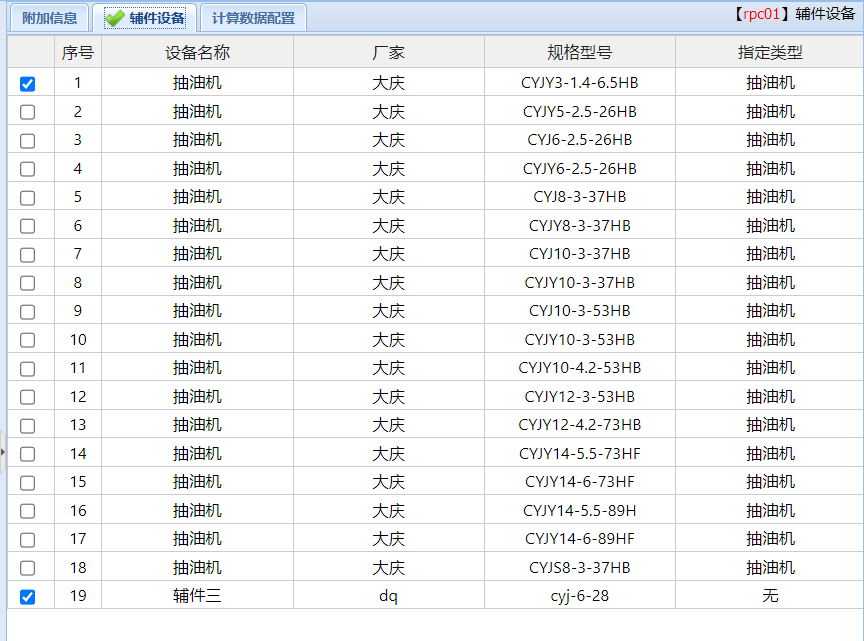 附加信息 辅件设备 计算数据配置 【rpc01】辅件设备
序号 设备名称 厂家 规格型号 指定类型
1 抽油机 大庆 CYJY3-1.4-6.5HB 抽油机
2 抽油机 大庆 CYJY5-2.5-26HB 抽油机
3 抽油机 大庆 CYJ6-2.5-26HB 抽油机
4 抽油机 大庆 CYJY6-2.5-26HB 抽油机
5 抽油机 大庆 CYJ8-3-37HB 抽油机
6 抽油机 大庆 CYJY8-3-37HB 抽油机
7 抽油机 大庆 CYJ10-3-37HB 抽油机
8 抽油机 大庆 CYJY10-3-37HB 抽油机
9 抽油机 大庆 CYJ10-3-53HB 抽油机
10 抽油机 大庆 CYJY10-3-53HB 抽油机
11 抽油机 大庆 CYJY10-4.2-53HB 抽油机
12 抽油机 大庆 CYJY12-3-53HB 抽油机
13 抽油机 大庆 CYJY12-4.2-73HB 抽油机
14 抽油机 大庆 CYJY14-5.5-73HF 抽油机
15 抽油机 大庆 CYJY14-6-73HF 抽油机
16 抽油机 大庆 CYJY14-5.5-89H 抽油机
17 抽油机 大庆 CYJY14-6-89HF 抽油机
18 抽油机 大庆 CYJS8-3-37HB 抽油机
19 辅件三 dq cyj-6-28 无